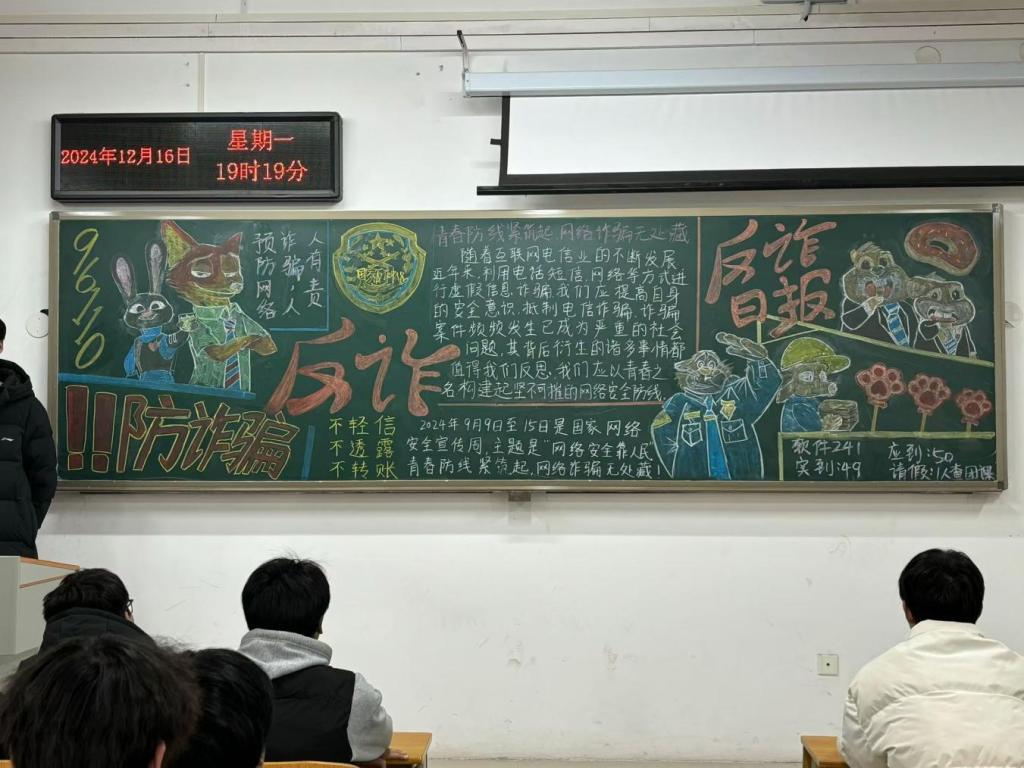 2024年12月16日
星期一
19时19分
96110
预防网络
诈骗,人
人有责
反诈
!!防诈骗
青春防线紧筑起,网络诈骗无处藏
随着互联网电信业的不断发展
近年来,利用电话短信、网络等方式进
行虚假信息诈骗,我们应提高自身
的安全意识,抵制电信诈骗,诈骗
案件频频发生已成为严重的社会
问题,其背后衍生的诸多事情都
值得我们反思,我们应以青春之
名构建起坚不可摧的网络安全防线.
不轻信
不透露
不转账
2024年9月9日至15日是国家网络
安全宣传周,主题是“网络安全靠人民”
青春防线紧筑起,网络诈骗无处藏!
反诈
日报
软件241
应到:50
实到:49
请假:1人查团课